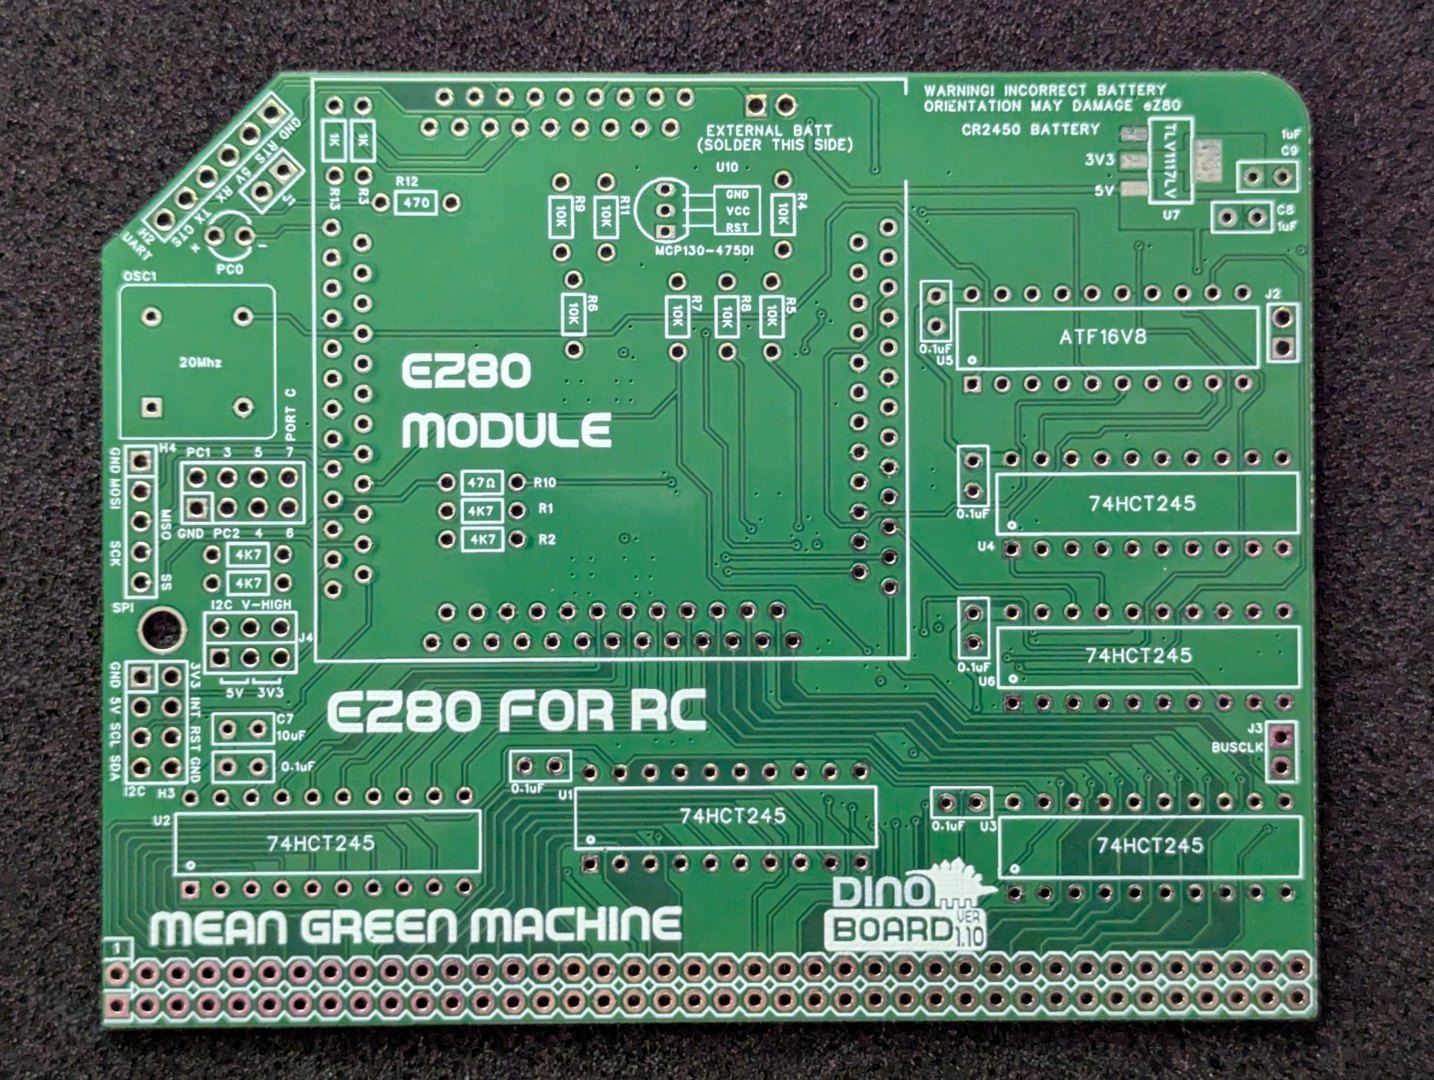 WARNING! INCORRECT BATTERY
ORIENTATION MAY DAMAGE eZ80
CR2450 BATTERY
EXTERNAL BATT
(SOLDER THIS SIDE)
TLV1117LV
3V3
5V
U7
1uF
C9
C8
1uF
GND
RTS
5V
RX
TX
CTS
H2
UART
J1
PC0
1K
1K
R13
R3
R12
470
R9
10K
R11
10K
U10
GND
VCC
RST
MCP130-475DI
R4
10K
R6
10K
R7
10K
R8
10K
R5
10K
OSC1
20Mhz
EZ80
MODULE
0.1uF
U5
ATF16V8
J2
PORT C
H4
GND
MOSI
MISO
SCK
SS
SPI
PC1 3 5 7
GND PC2 4 6
47Ω R10
4K7 R1
4K7 R2
4K7
4K7
0.1uF
U4
74HCT245
I2C V-HIGH
J4
5V 3V3
0.1uF
U6
74HCT245
GND 5V SCL SDA
3V3 INT RST GND
I2C H3
C7
10uF
0.1uF
EZ80 FOR RC
J3
BUSCLK
U2
74HCT245
0.1uF
U1
74HCT245
0.1uF
U3
74HCT245
MEAN GREEN MACHINE
DINO
BOARD
VER
1.10
1